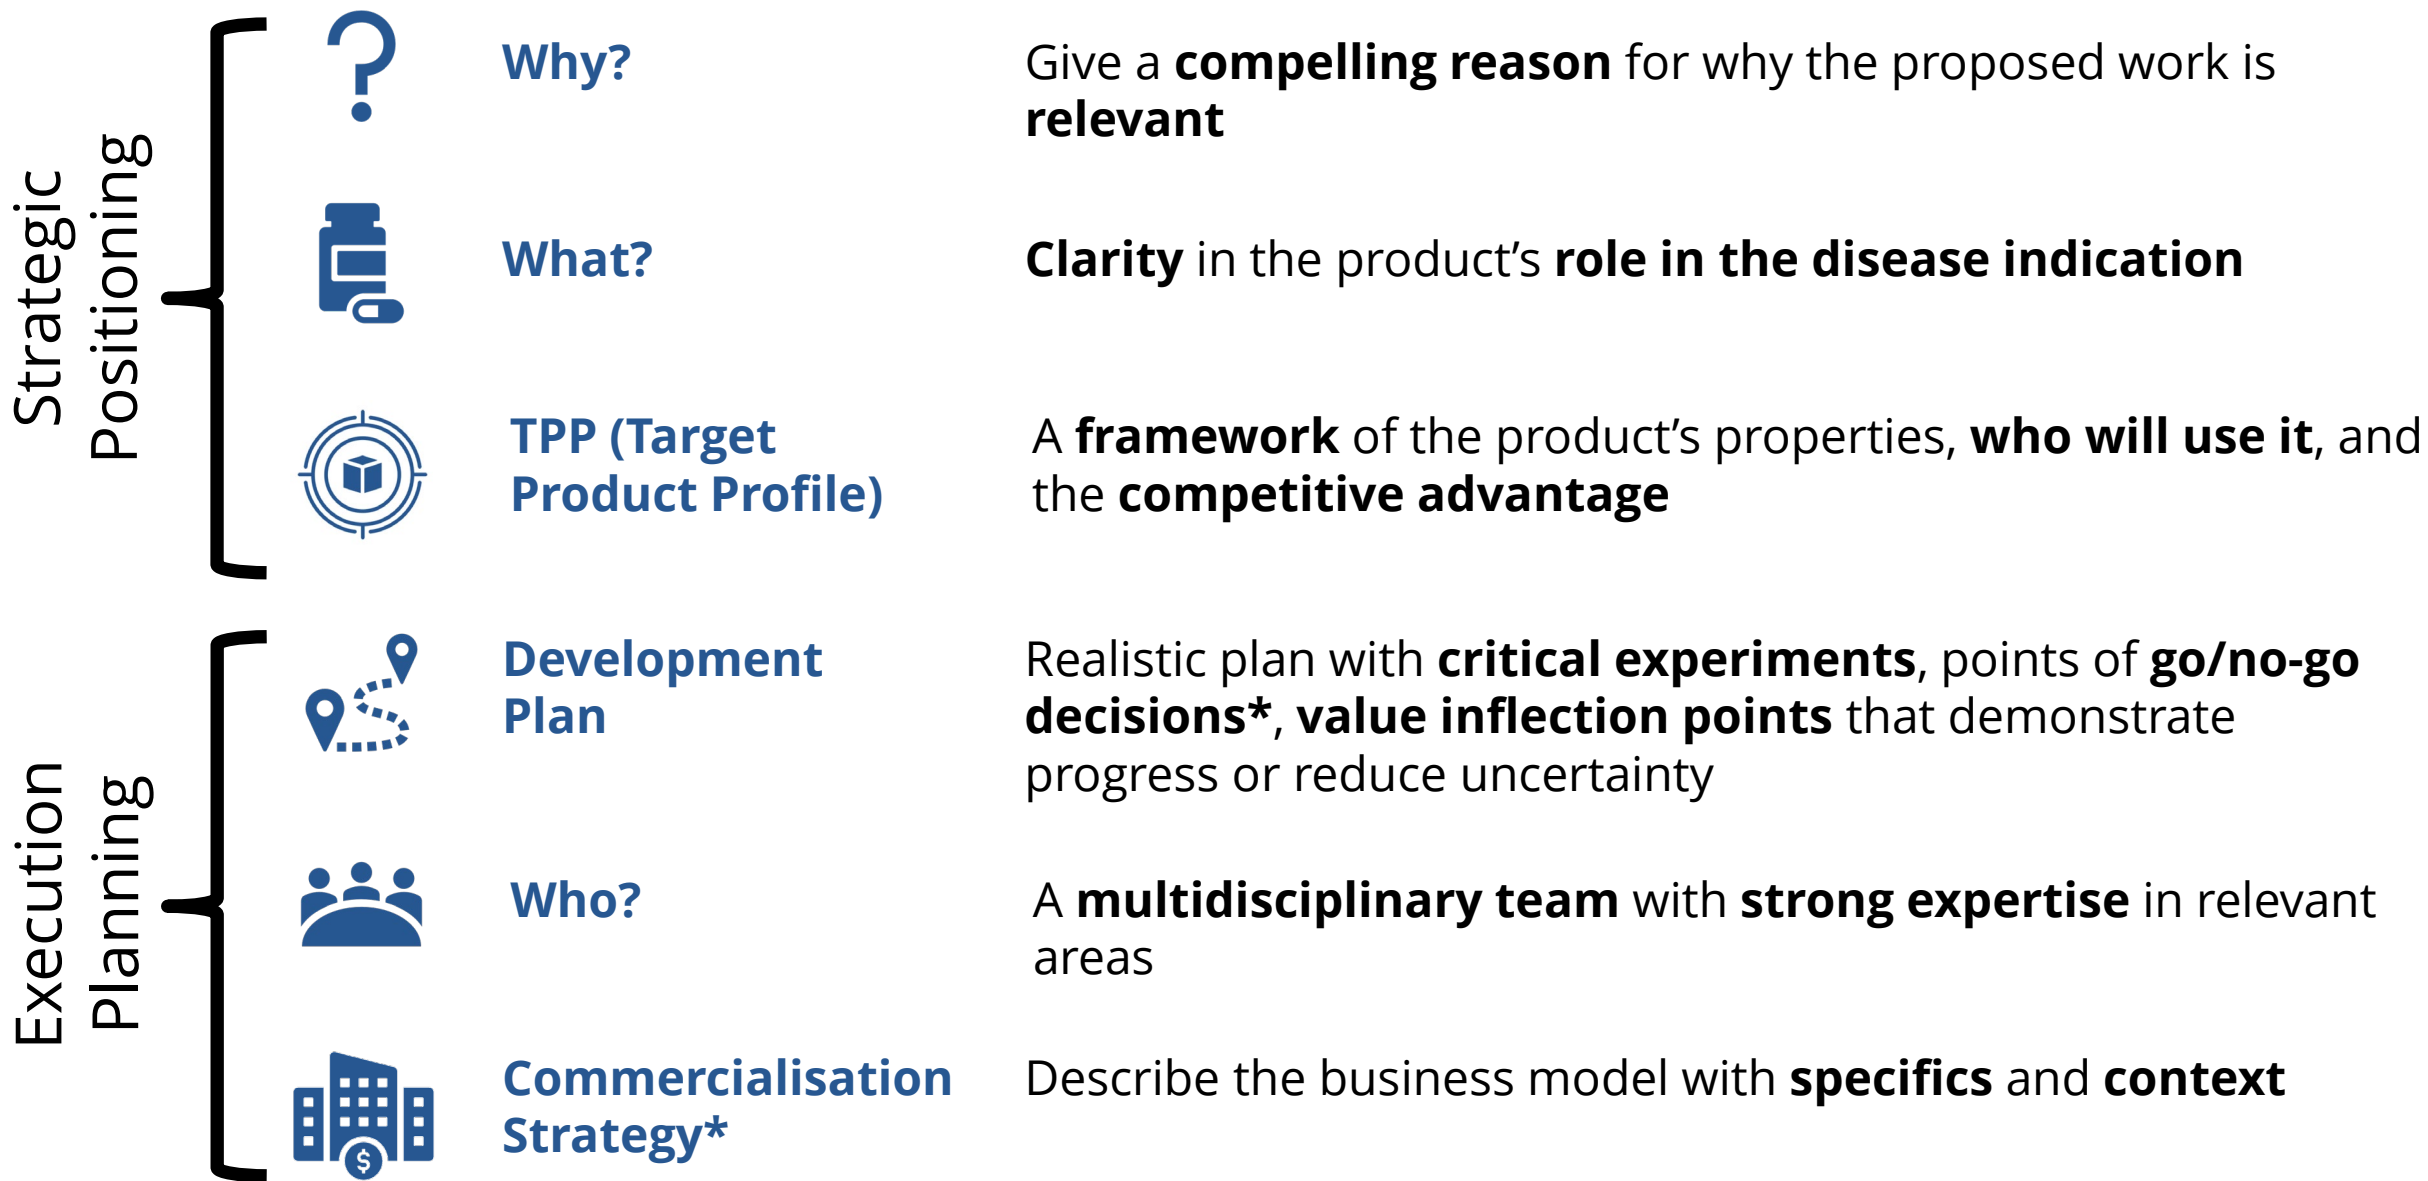 Strategic
Positioning
Why?
Give a compelling reason for why the proposed work is
relevant
What?
Clarity in the product’s role in the disease indication
TPP (Target
Product Profile)
A framework of the product’s properties, who will use it, and
the competitive advantage
Execution
Planning
Development
Plan
Realistic plan with critical experiments, points of go/no-go
decisions*, value inflection points that demonstrate
progress or reduce uncertainty
Who?
A multidisciplinary team with strong expertise in relevant
areas
Commercialisation
Strategy*
Describe the business model with specifics and context
$